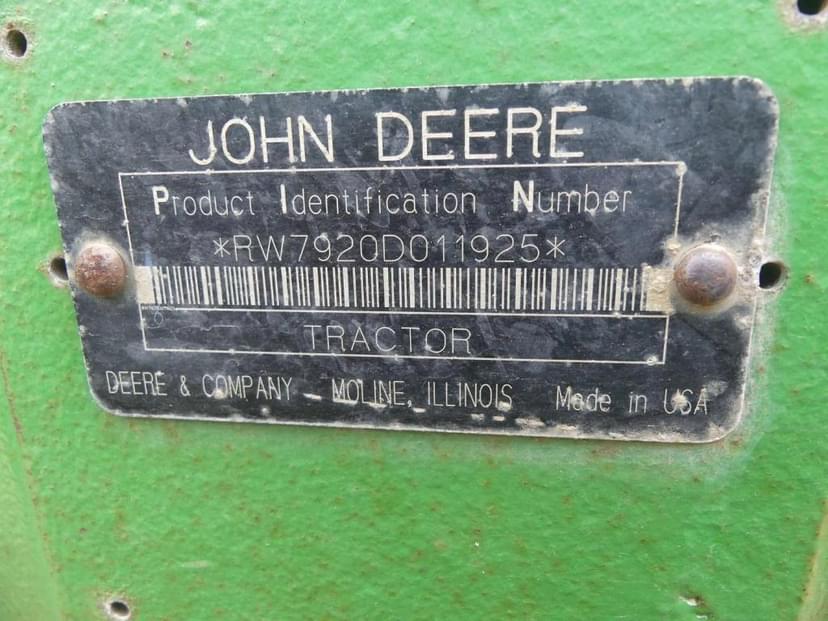 JOHN DEERE
Product Identification Number
*RW7920D011925*
TRACTOR
DEERE & COMPANY MOLINE, ILLINOIS Made in USA